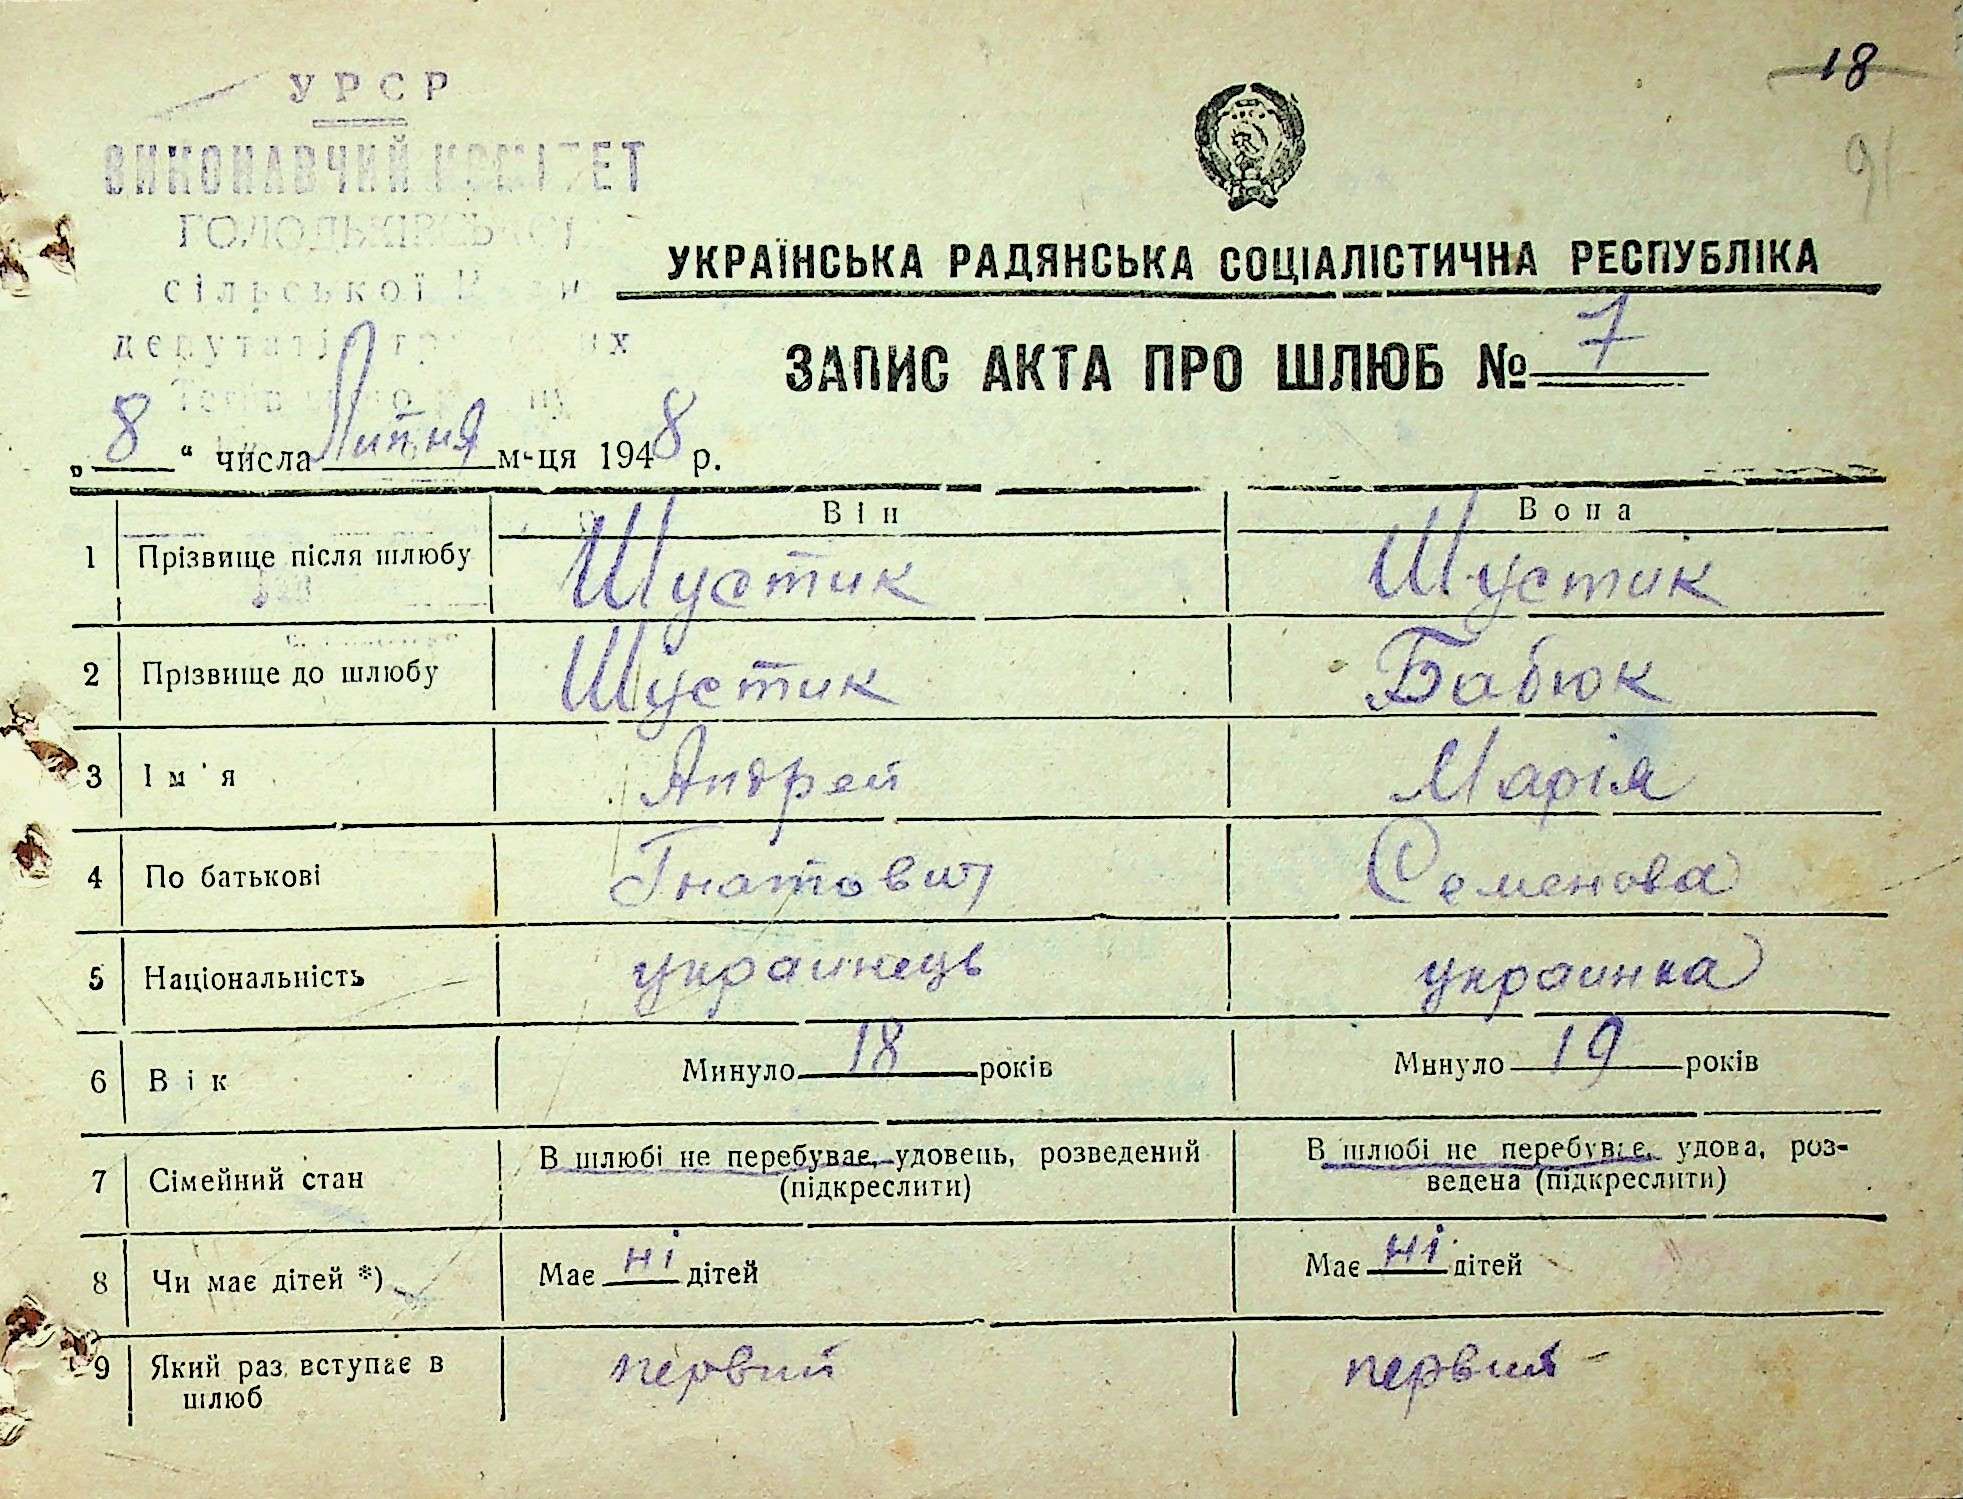 18
91
УРСР
ВИКОНАВЧИЙ КОМІТЕТ
сільської
УКРАЇНСЬКА РАДЯНСЬКА СОЦІАЛІСТИЧНА РЕСПУБЛІКА
ЗАПИС АКТА ПРО ШЛЮБ № 7
„8“ числа Липня м-ця 1948 р.
Він Вона
1 Прізвище після шлюбу Шустик Шустик
2 Прізвище до шлюбу Шустик Бабюк
3 Ім'я Андрей Марія
4 По батькові Гнатович Семенова
5 Національність украинець украинка
6 Вік Минуло 18 років Минуло 19 років
7 Сімейний стан В шлюбі не перебуває, удовець, розведений В шлюбі не перебуває, удова, роз-
(підкреслити) ведена (підкреслити)
8 Чи має дітей *) Має ні дітей Має ні дітей
9 Який раз вступає в первий первий
шлюб